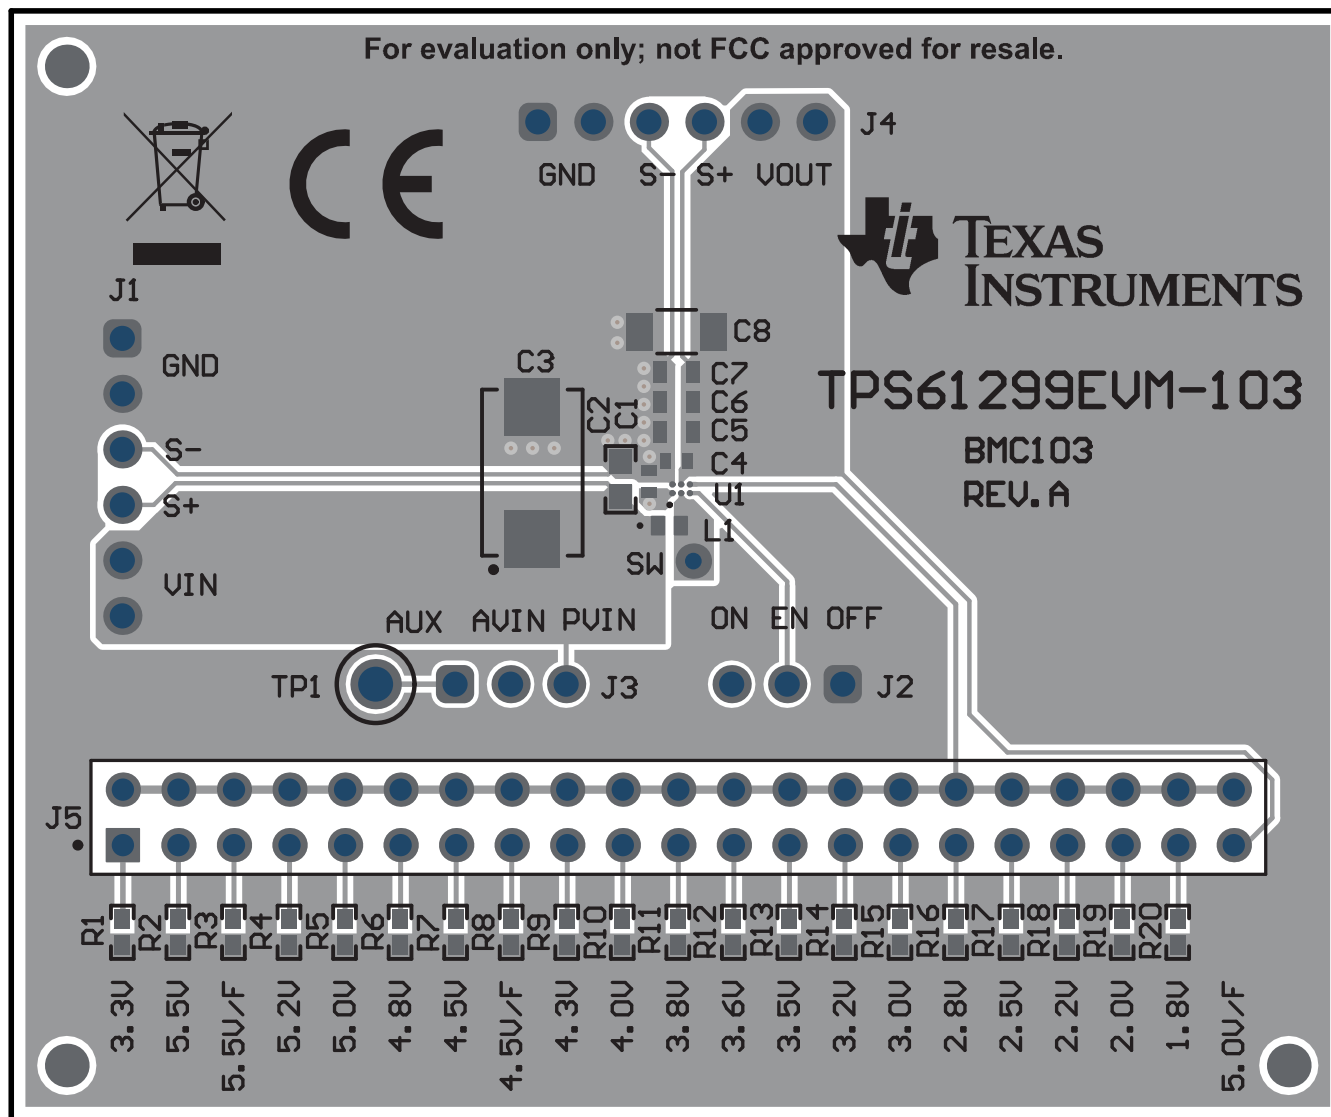 For evaluation only; not FCC approved for resale.
J4
GND S- S+ VOUT
TEXAS
INSTRUMENTS
J1
GND
S-
S+
VIN
C3
C2
C1
C8
C7
C6
C5
C4
U1
L1
SW
TPS61299EVM-103
BMC103
REV.A
AUX AVIN PVIN
ON EN OFF
TP1
J3
J2
J5
R1 R2 R3 R4 R5 R6 R7 R8 R9 R10 R11 R12 R13 R14 R15 R16 R17 R18 R19 R20
3.3V 5.5V 5.5V/F 5.2V 5.0V 4.8V 4.5V 4.5V/F 4.3V 4.0V 3.8V 3.6V 3.5V 3.2V 3.0V 2.8V 2.5V 2.2V 2.0V 1.8V 5.0V/F